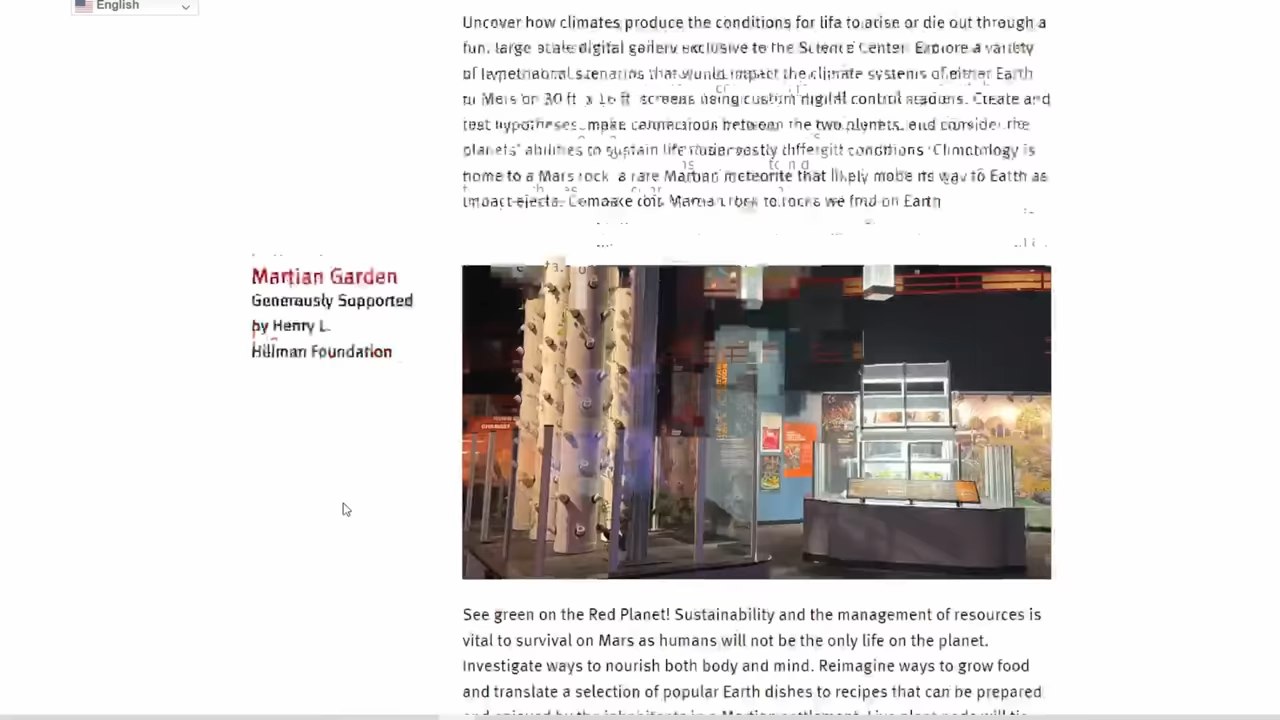 English
Uncover how climates produce the conditions for life to arise or die out through a
fun, large scale digital gallery exclusive to the Science Center. Explore a variety
of hypernatural scenarios that would impact the climate systems of either Earth
or Mars on 30 ft x 16 ft screens using custom digital control readers. Create and
test hypotheses, make connections between the two planets, and consider the
planets' abilities to sustain life under vastly different conditions. Climatology is
home to a Mars rock, a rare Martian meteorite that likely made its way to Earth as
impact ejecta. Martian rock to rocks we find on Earth
Martian Garden
Generously Supported
by Henry L.
Hillman Foundation
See green on the Red Planet! Sustainability and the management of resources is
vital to survival on Mars as humans will not be the only life on the planet.
Investigate ways to nourish both body and mind. Reimagine ways to grow food
and translate a selection of popular Earth dishes to recipes that can be prepared